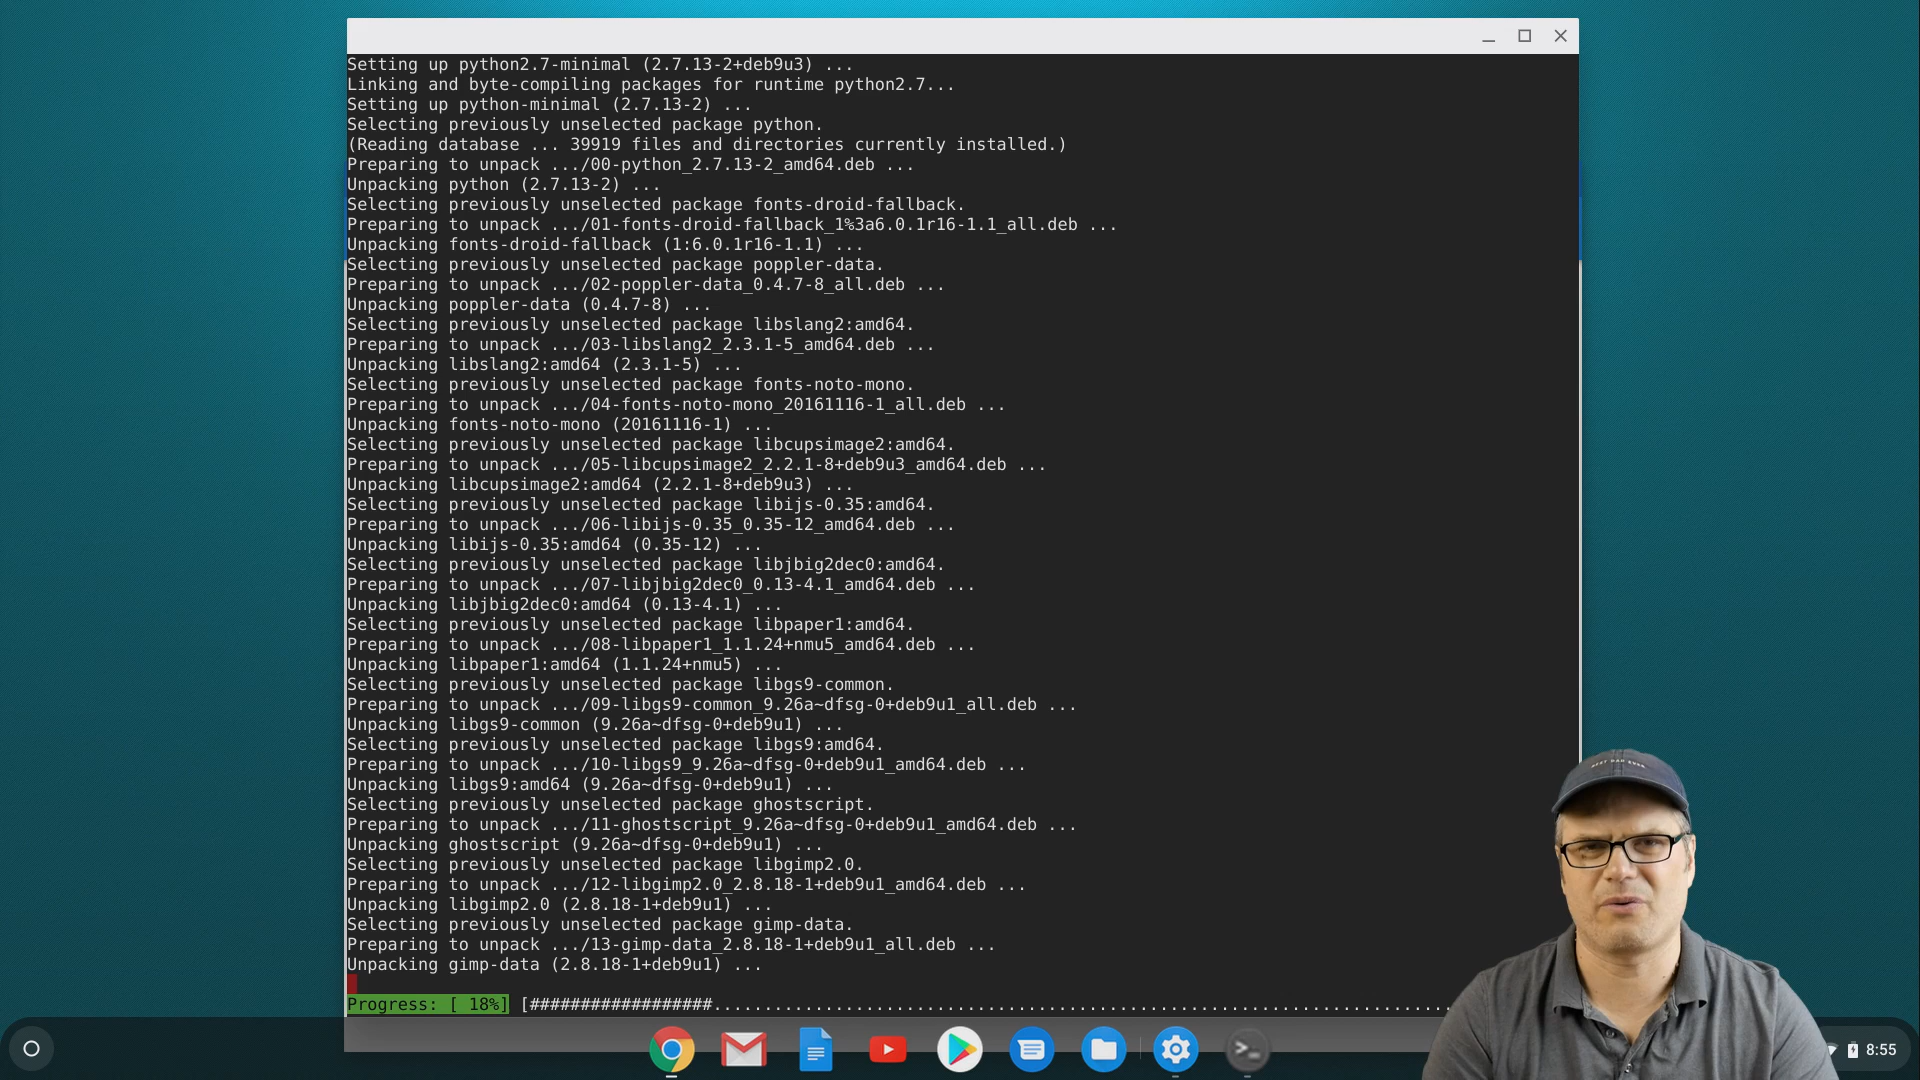 Setting up python2.7-minimal (2.7.13-2+deb9u3) ...
Linking and byte-compiling packages for runtime python2.7...
Setting up python-minimal (2.7.13-2) ...
Selecting previously unselected package python.
(Reading database ... 39919 files and directories currently installed.)
Preparing to unpack .../00-python_2.7.13-2_amd64.deb ...
Unpacking python (2.7.13-2) ...
Selecting previously unselected package fonts-droid-fallback.
Preparing to unpack .../01-fonts-droid-fallback_1%3a6.0.1r16-1.1_all.deb ...
Unpacking fonts-droid-fallback (1:6.0.1r16-1.1) ...
Selecting previously unselected package poppler-data.
Preparing to unpack .../02-poppler-data_0.4.7-8_all.deb ...
Unpacking poppler-data (0.4.7-8) ...
Selecting previously unselected package libslang2:amd64.
Preparing to unpack .../03-libslang2_2.3.1-5_amd64.deb ...
Unpacking libslang2:amd64 (2.3.1-5) ...
Selecting previously unselected package fonts-noto-mono.
Preparing to unpack .../04-fonts-noto-mono_20161116-1_all.deb ...
Unpacking fonts-noto-mono (20161116-1) ...
Selecting previously unselected package libcupsimage2:amd64.
Preparing to unpack .../05-libcupsimage2_2.2.1-8+deb9u3_amd64.deb ...
Unpacking libcupsimage2:amd64 (2.2.1-8+deb9u3) ...
Selecting previously unselected package libijs-0.35:amd64.
Preparing to unpack .../06-libijs-0.35_0.35-12_amd64.deb ...
Unpacking libijs-0.35:amd64 (0.35-12) ...
Selecting previously unselected package libjbig2dec0:amd64.
Preparing to unpack .../07-libjbig2dec0_0.13-4.1_amd64.deb ...
Unpacking libjbig2dec0:amd64 (0.13-4.1) ...
Selecting previously unselected package libpaper1:amd64.
Preparing to unpack .../08-libpaper1_1.1.24+nmu5_amd64.deb ...
Unpacking libpaper1:amd64 (1.1.24+nmu5) ...
Selecting previously unselected package libgs9-common.
Preparing to unpack .../09-libgs9-common_9.26a~dfsg-0+deb9u1_all.deb ...
Unpacking libgs9-common (9.26a~dfsg-0+deb9u1) ...
Selecting previously unselected package libgs9:amd64.
Preparing to unpack .../10-libgs9_9.26a~dfsg-0+deb9u1_amd64.deb ...
Unpacking libgs9:amd64 (9.26a~dfsg-0+deb9u1) ...
Selecting previously unselected package ghostscript.
Preparing to unpack .../11-ghostscript_9.26a~dfsg-0+deb9u1_amd64.deb ...
Unpacking ghostscript (9.26a~dfsg-0+deb9u1) ...
Selecting previously unselected package libgimp2.0.
Preparing to unpack .../12-libgimp2.0_2.8.18-1+deb9u1_amd64.deb ...
Unpacking libgimp2.0 (2.8.18-1+deb9u1) ...
Selecting previously unselected package gimp-data.
Preparing to unpack .../13-gimp-data_2.8.18-1+deb9u1_all.deb ...
Unpacking gimp-data (2.8.18-1+deb9u1) ...
Progress: [ 18%] [##################.........................................................................
8:55